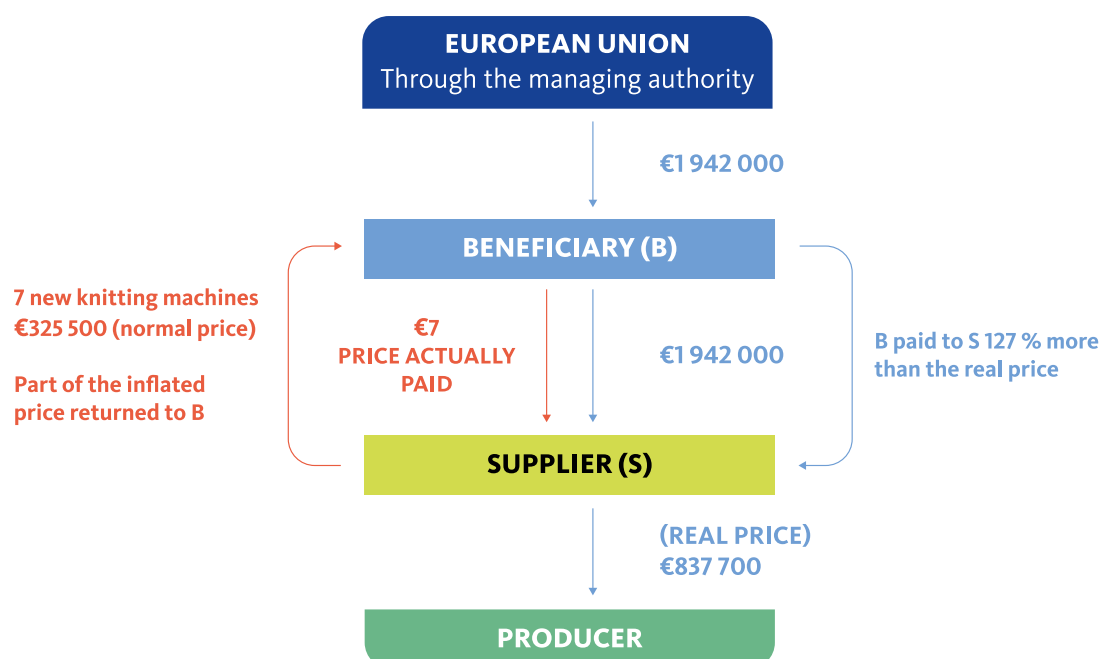 EUROPEAN UNION
Through the managing authority
€1 942 000
BENEFICIARY (B)
7 new knitting machines
€325 500 (normal price)
Part of the inflated
price returned to B
€7
PRICE ACTUALLY
PAID
€1 942 000
B paid to S 127 % more
than the real price
SUPPLIER (S)
(REAL PRICE)
€837 700
PRODUCER